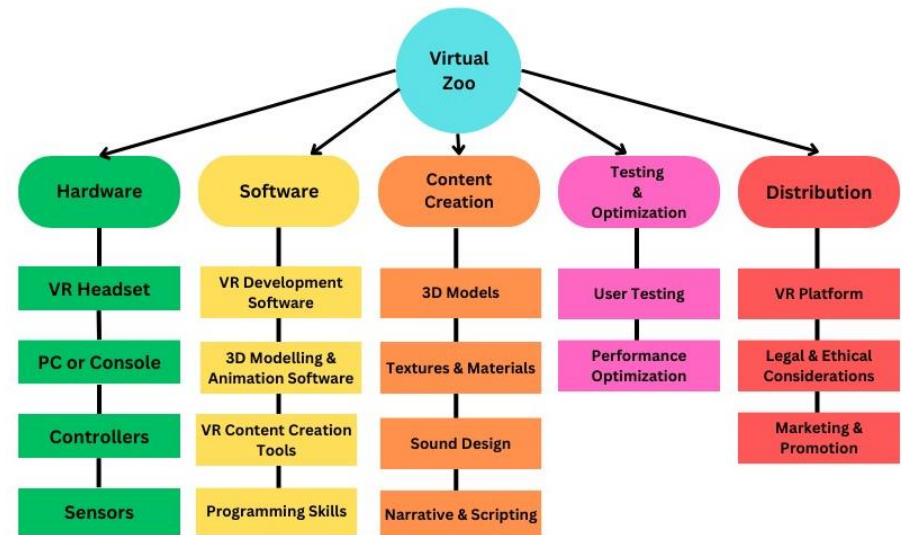 Virtual
Zoo
Hardware
Software
Content
Creation
Testing
&
Optimization
Distribution
VR Headset
PC or Console
Controllers
Sensors
VR Development
Software
3D Modelling &
Animation Software
VR Content Creation
Tools
Programming Skills
3D Models
Textures & Materials
Sound Design
Narrative & Scripting
User Testing
Performance
Optimization
VR Platform
Legal & Ethical
Considerations
Marketing &
Promotion